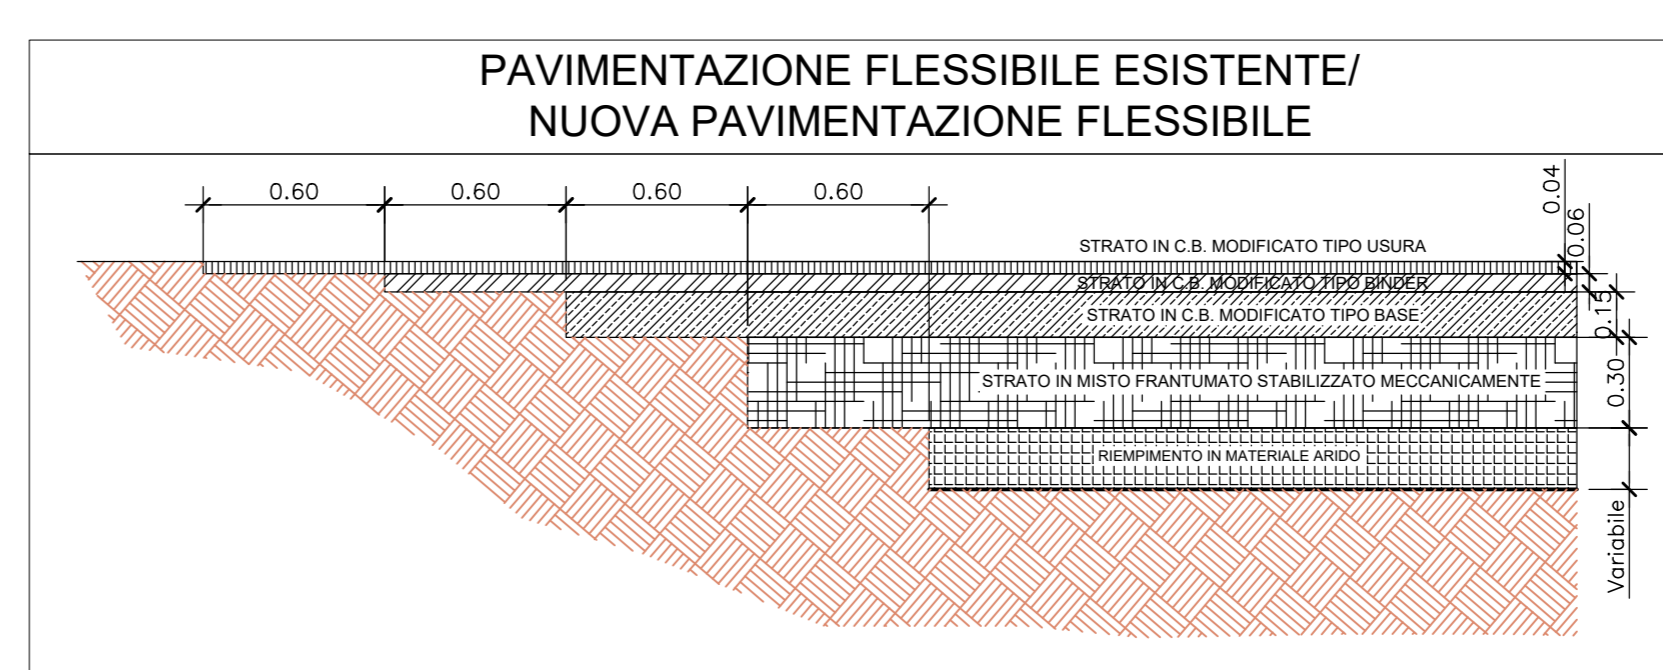 PAVIMENTAZIONE FLESSIBILE ESISTENTE/
NUOVA PAVIMENTAZIONE FLESSIBILE
0.60
0.60
0.60
0.60
0.04
0.06
0.15
0.30
Variabile
STRATO IN C.B. MODIFICATO TIPO USURA
STRATO IN C.B. MODIFICATO TIPO BINDER
STRATO IN C.B. MODIFICATO TIPO BASE
STRATO IN MISTO FRANTUMATO STABILIZZATO MECCANICAMENTE
RIEMPIMENTO IN MATERIALE ARIDO